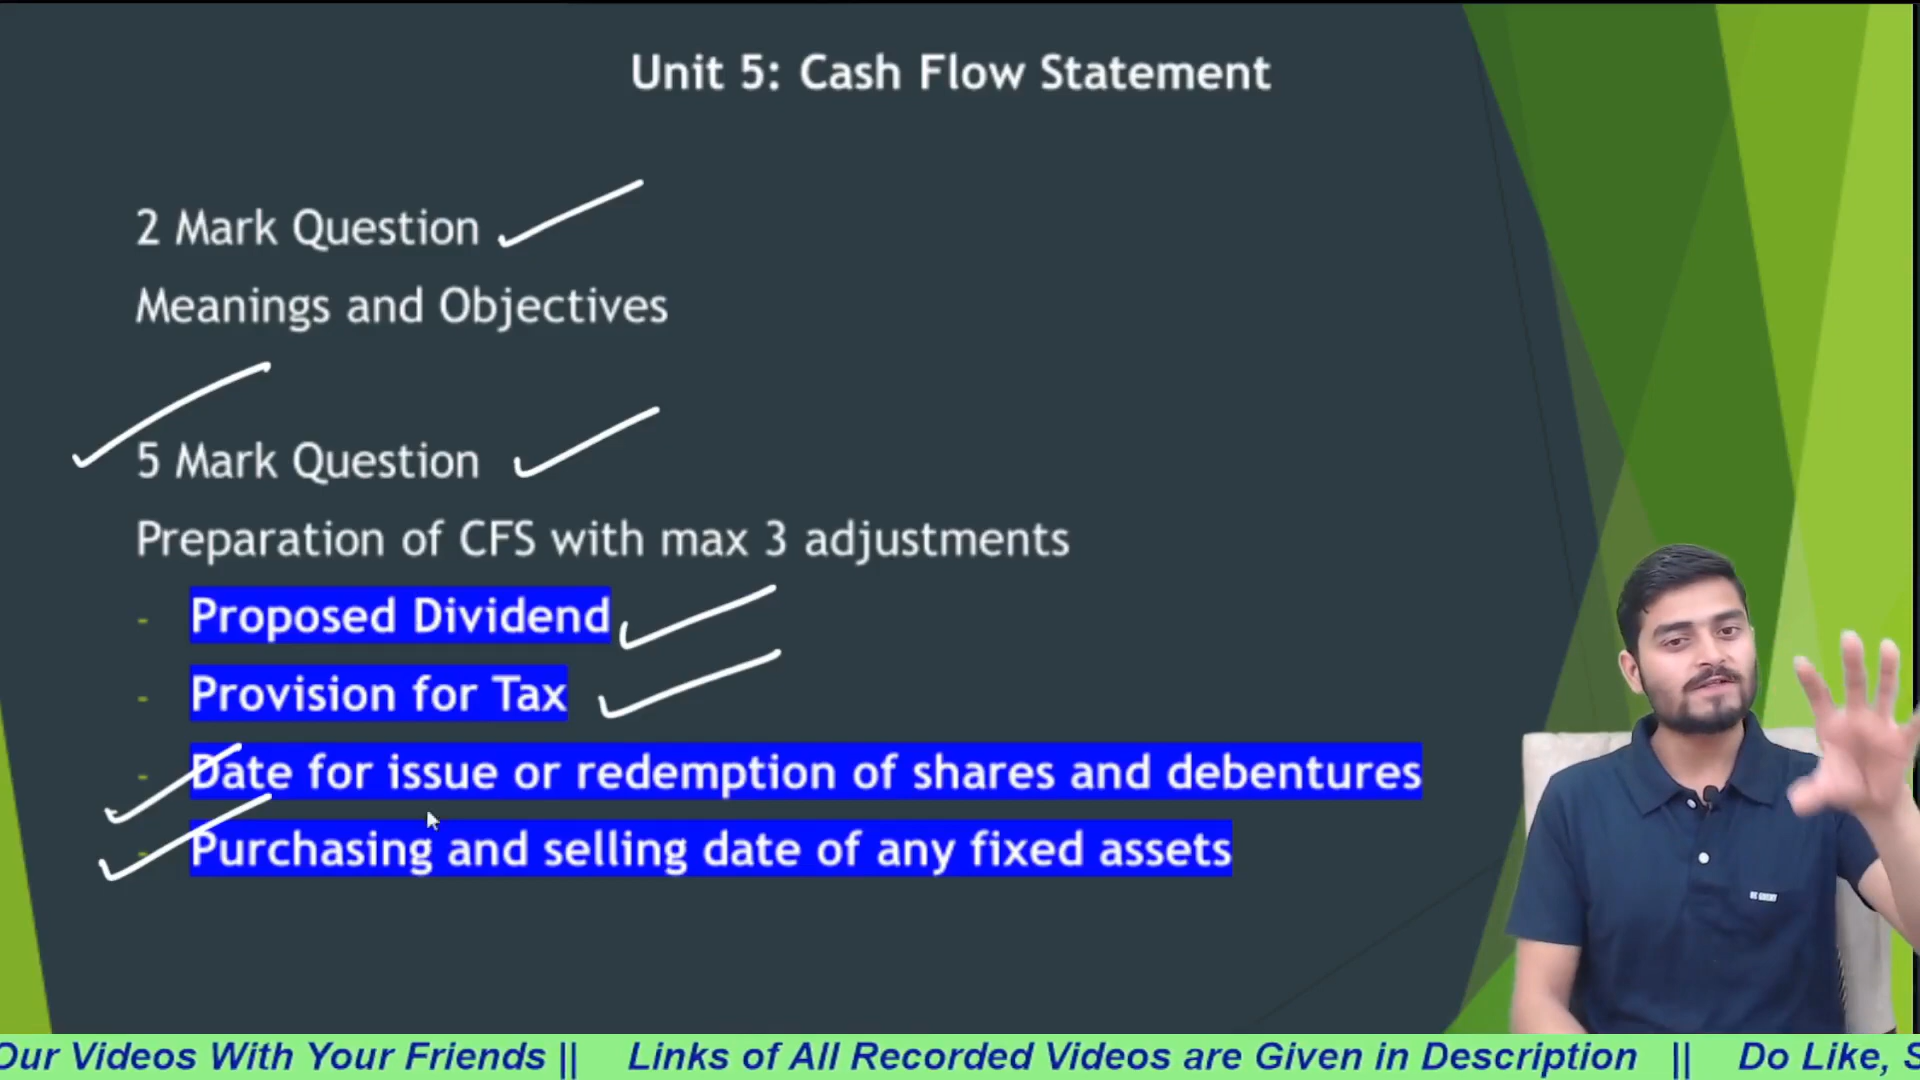 Unit 5: Cash Flow Statement
2 Mark Question
Meanings and Objectives
5 Mark Question
Preparation of CFS with max 3 adjustments
- Proposed Dividend
- Provision for Tax
- Date for issue or redemption of shares and debentures
- Purchasing and selling date of any fixed assets
Our Videos With Your Friends || Links of All Recorded Videos are Given in Description || Do Like, S